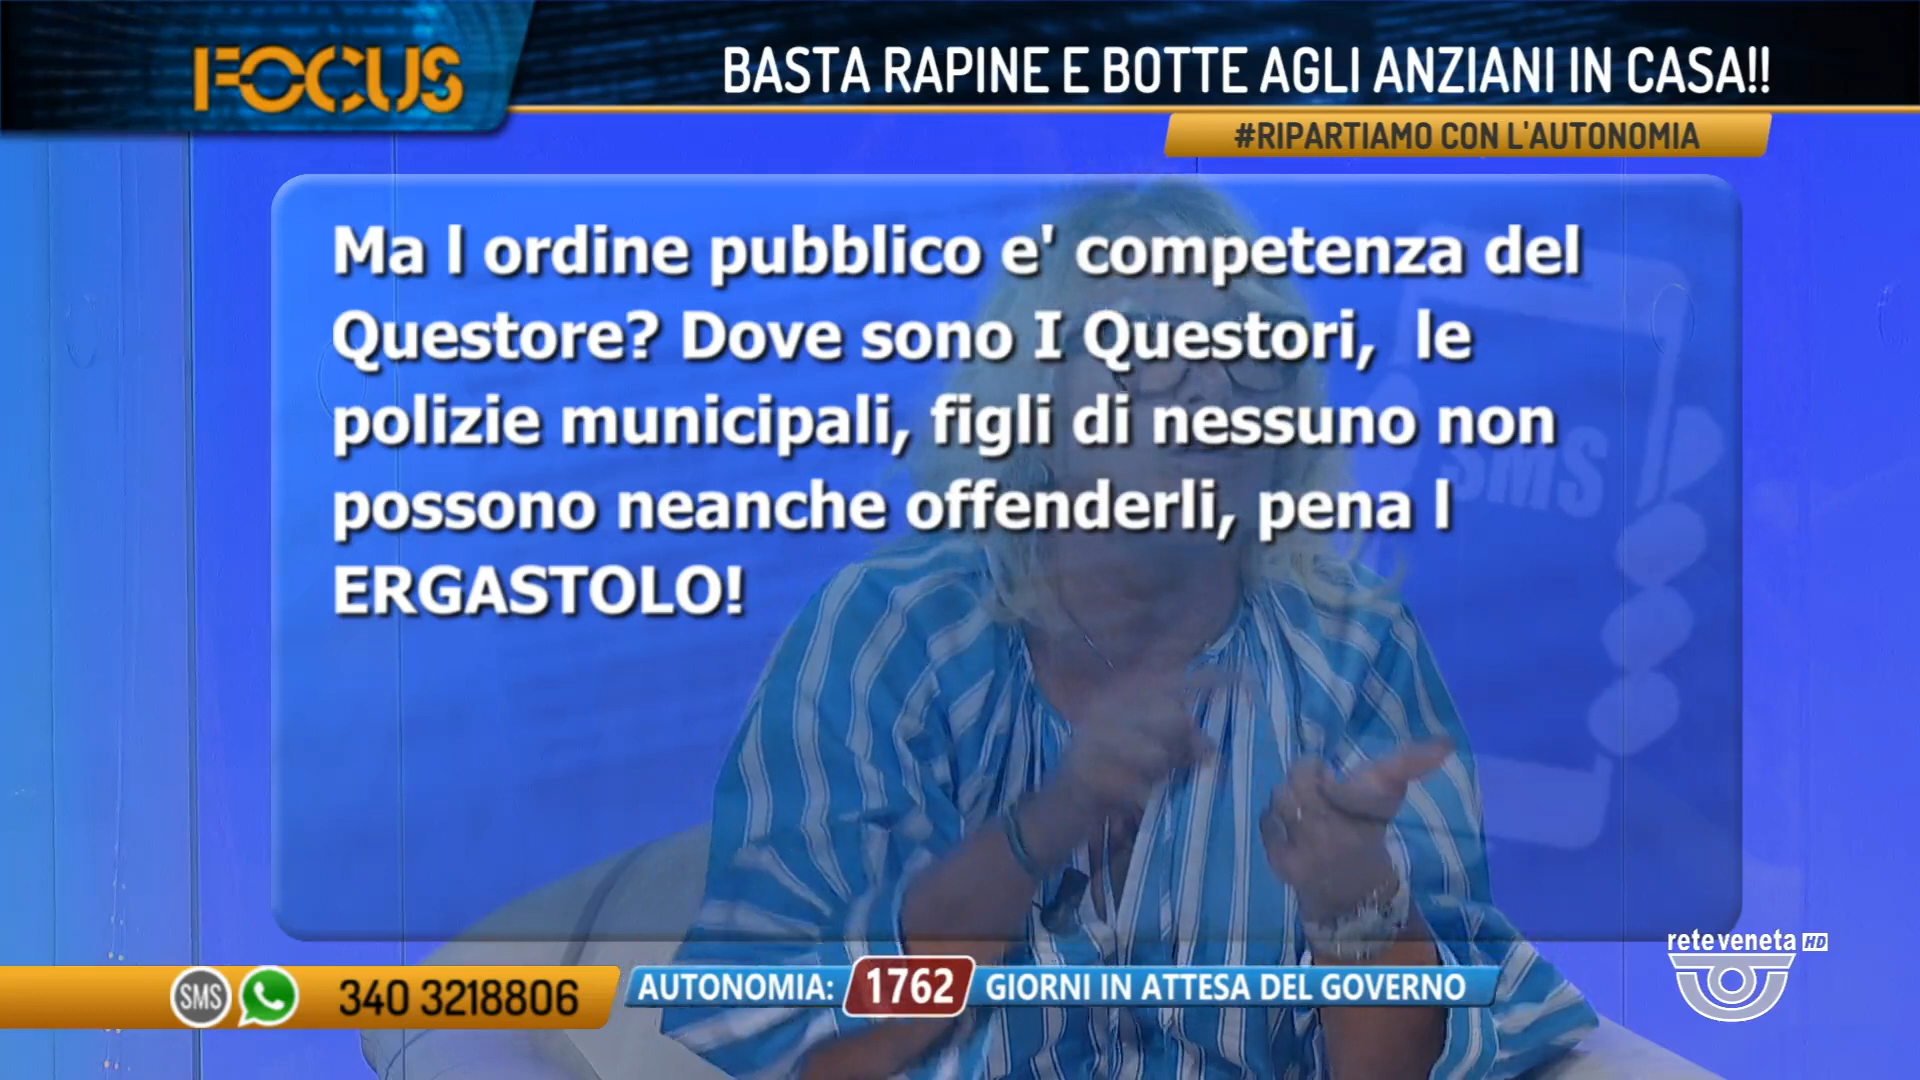 FOCUS
BASTA RAPINE E BOTTE AGLI ANZIANI IN CASA!!
#RIPARTIAMO CON L'AUTONOMIA
Ma l ordine pubblico e' competenza del
Questore? Dove sono I Questori,  le
polizie municipali, figli di nessuno non
possono neanche offenderli, pena l
ERGASTOLO!
SMS
reteveneta HD
SMS
340 3218806
AUTONOMIA: 1762 GIORNI IN ATTESA DEL GOVERNO